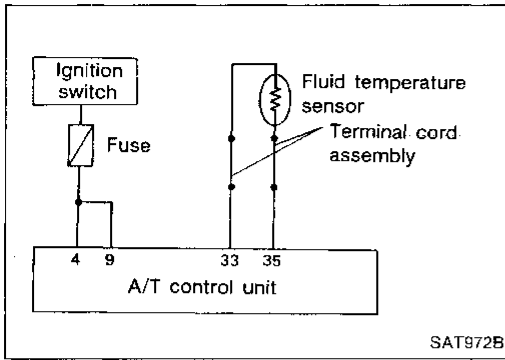 Ignition
switch
Fuse
Fluid temperature
sensor
Terminal cord
assembly
4 9 33 35
A/T control unit
SAT972B